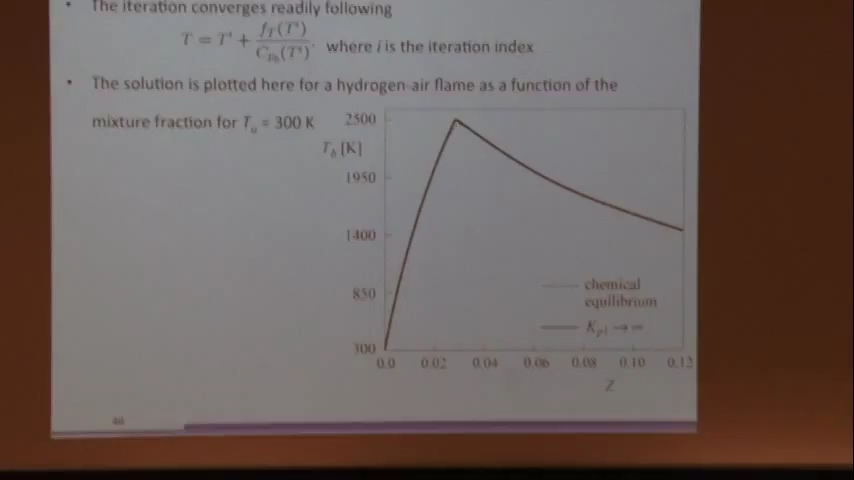 • The iteration converges readily following
T = T^i + f_T(T^i) / C_{p_b}(T^i), where i is the iteration index
• The solution is plotted here for a hydrogen-air flame as a function of the
mixture fraction for T_u = 300 K
2500
T_b [K]
1950
1400
850
300
chemical
equilibrium
K_{pl} → ∞
0.0 0.02 0.04 0.06 0.08 0.10 0.12
Z
46